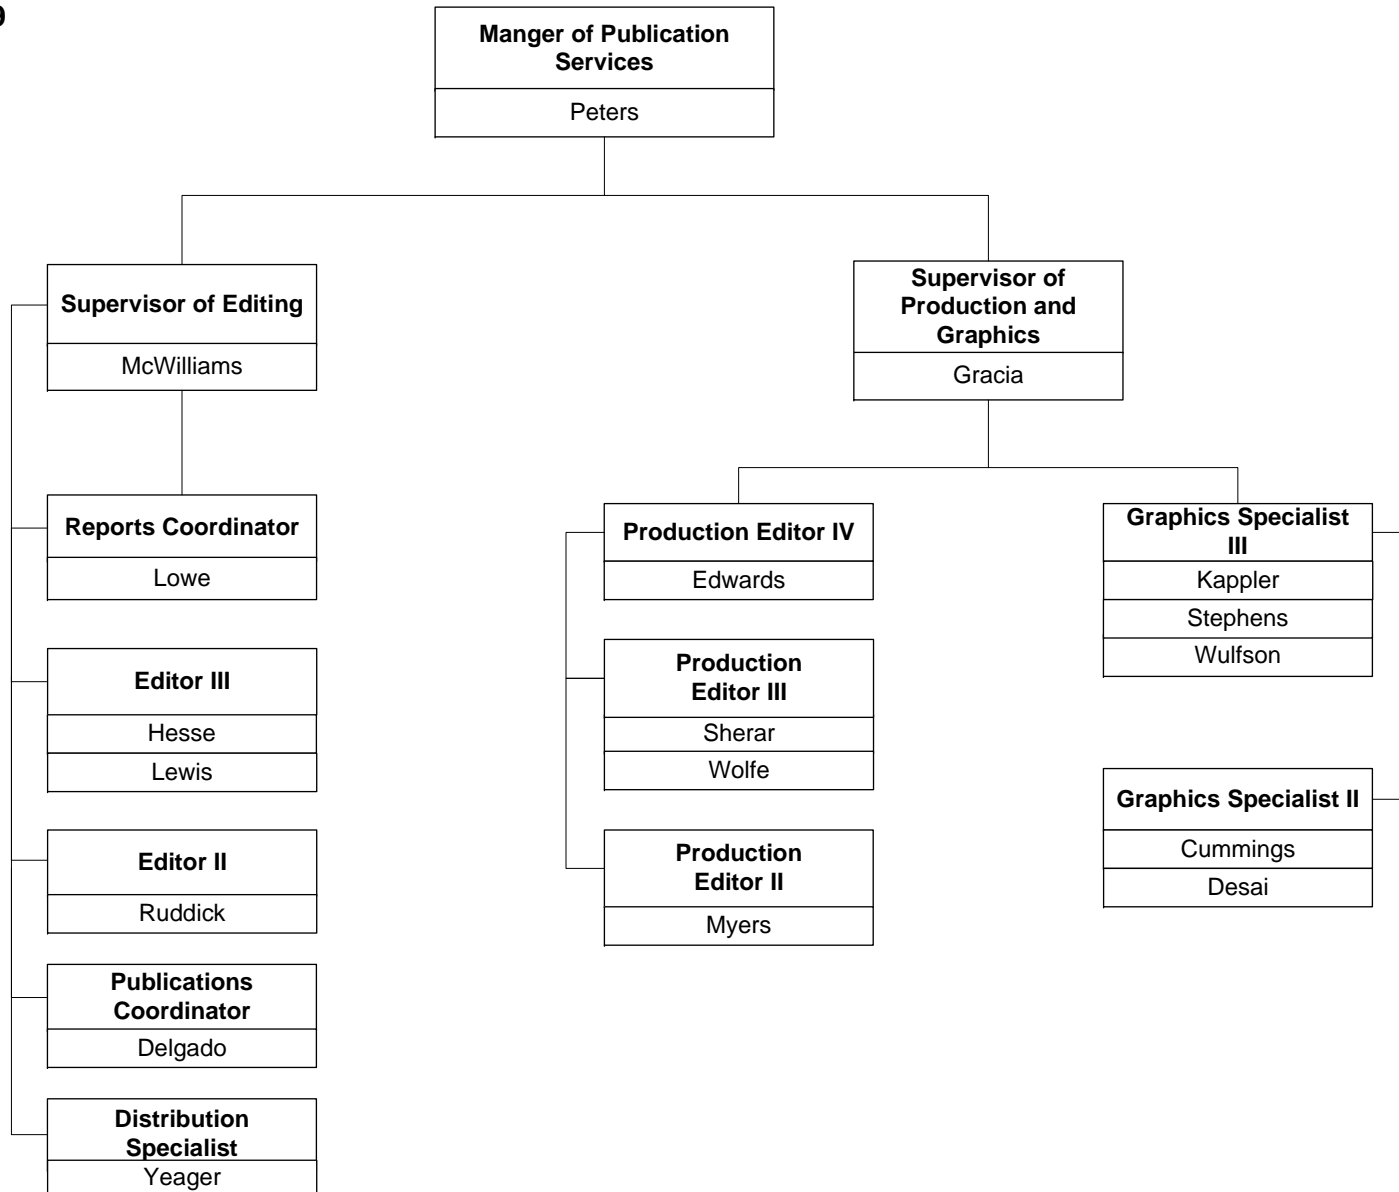 9
Manger of Publication
Services
Peters
Supervisor of Editing
McWilliams
Supervisor of
Production and
Graphics
Gracia
Reports Coordinator
Lowe
Editor III
Hesse
Lewis
Editor II
Ruddick
Publications
Coordinator
Delgado
Distribution
Specialist
Yeager
Production Editor IV
Edwards
Production
Editor III
Sherar
Wolfe
Production
Editor II
Myers
Graphics Specialist
III
Kappler
Stephens
Wulfson
Graphics Specialist II
Cummings
Desai